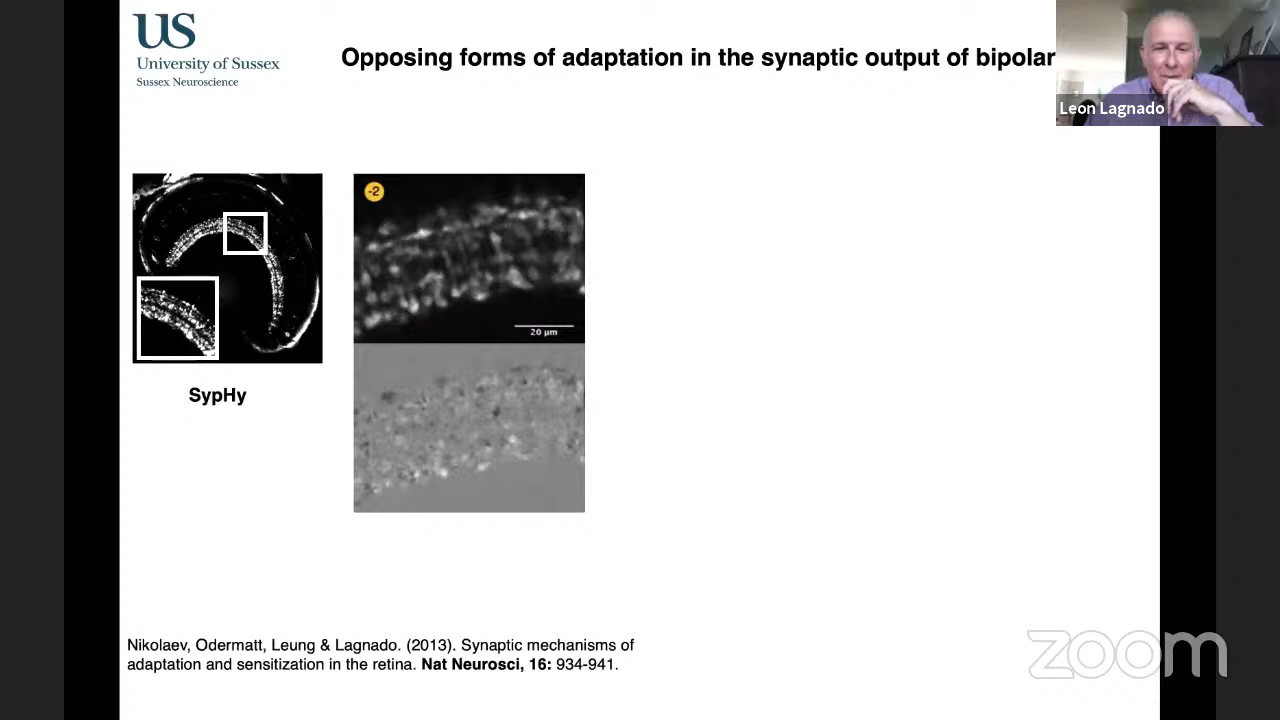 US
University of Sussex
Sussex Neuroscience
Opposing forms of adaptation in the synaptic output of bipolar
Leon Lagnado
-2
20 µm
SypHy
Nikolaev, Odermatt, Leung & Lagnado. (2013). Synaptic mechanisms of
adaptation and sensitization in the retina. Nat Neurosci, 16: 934-941.
zoom